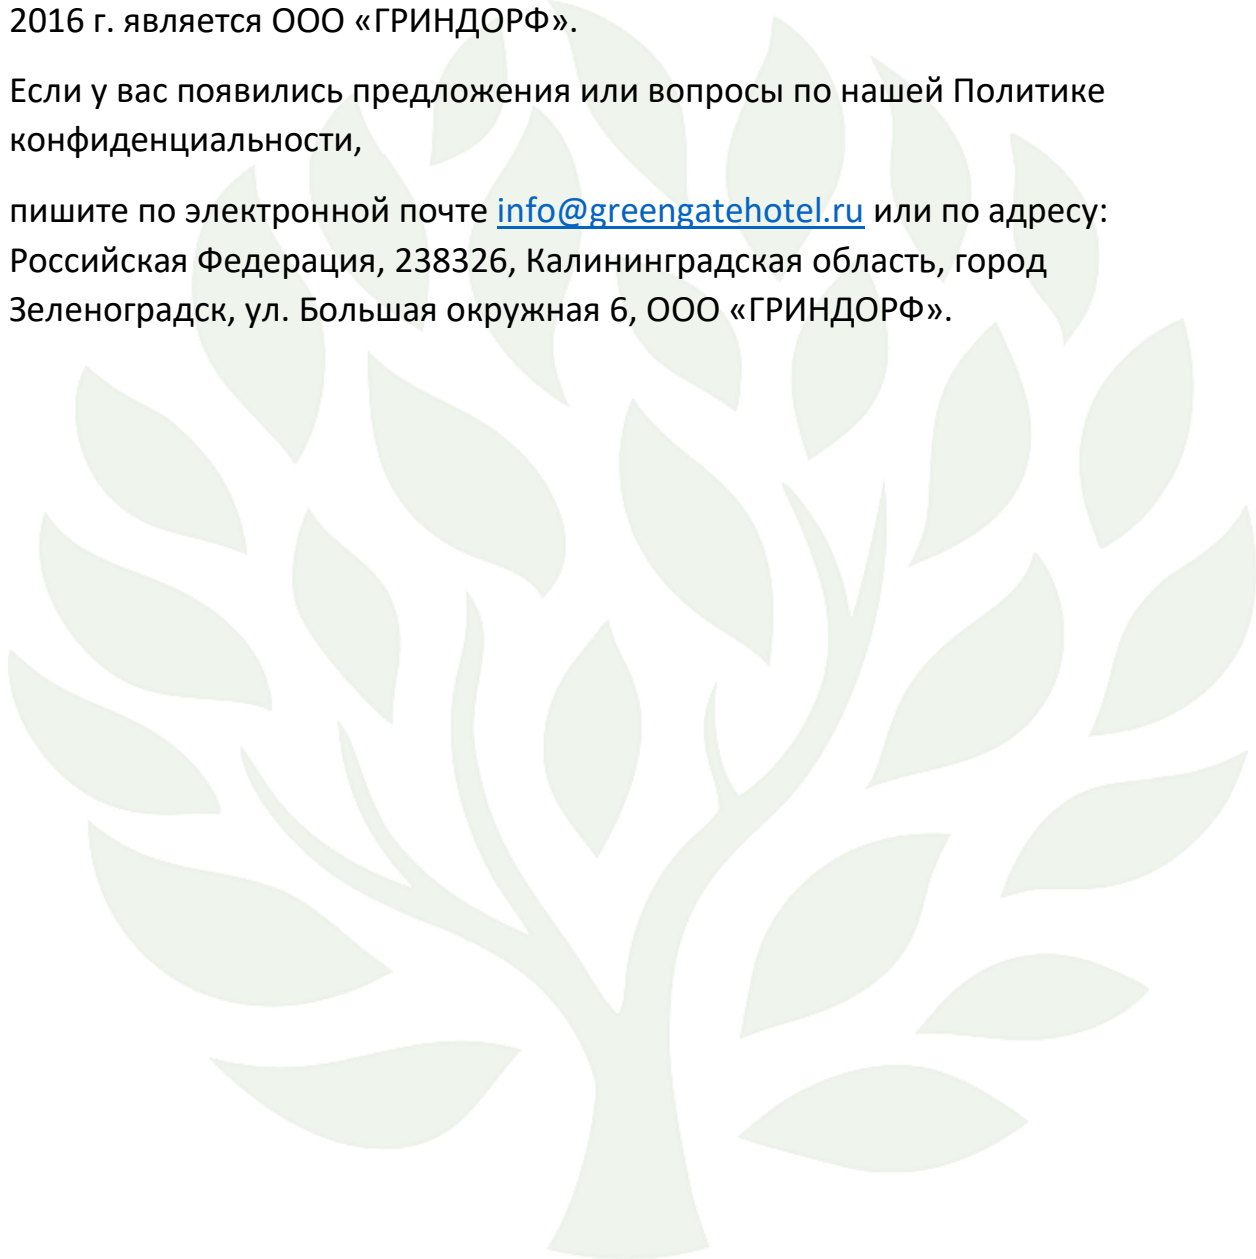 2016 г. является ООО «ГРИНДОРФ».
Если у вас появились предложения или вопросы по нашей Политике
конфиденциальности,
пишите по электронной почте info@greengatehotel.ru или по адресу:
Российская Федерация, 238326, Калининградская область, город
Зеленоградск, ул. Большая окружная 6, ООО «ГРИНДОРФ».